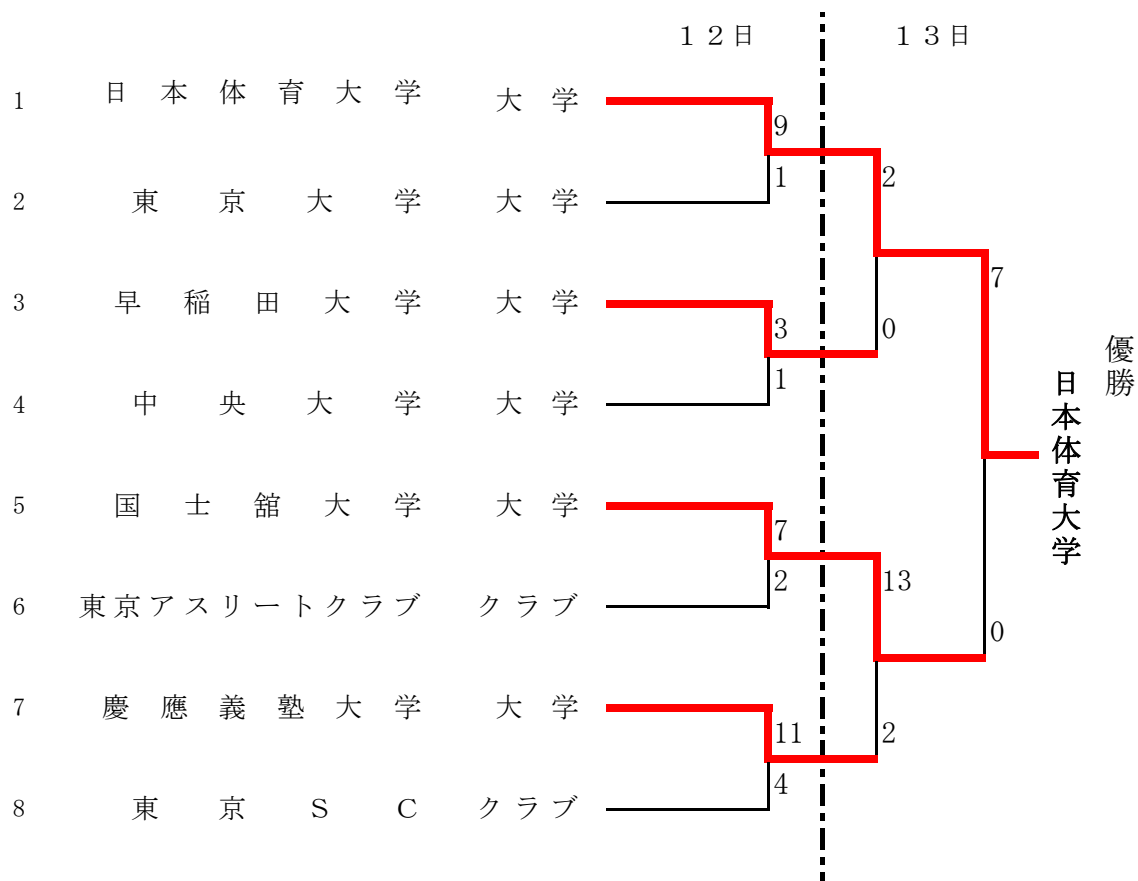 １２日 １３日
1 日本体育大学 大学
9
1 2
2 東京大学 大学
7
3 早稲田大学 大学
3 0
1
4 中央大学 大学
優勝
日本体育大学
5 国士舘大学 大学
7
2 13
6 東京アスリートクラブ クラブ
0
7 慶應義塾大学 大学
11 2
4
8 東京ＳＣ クラブ